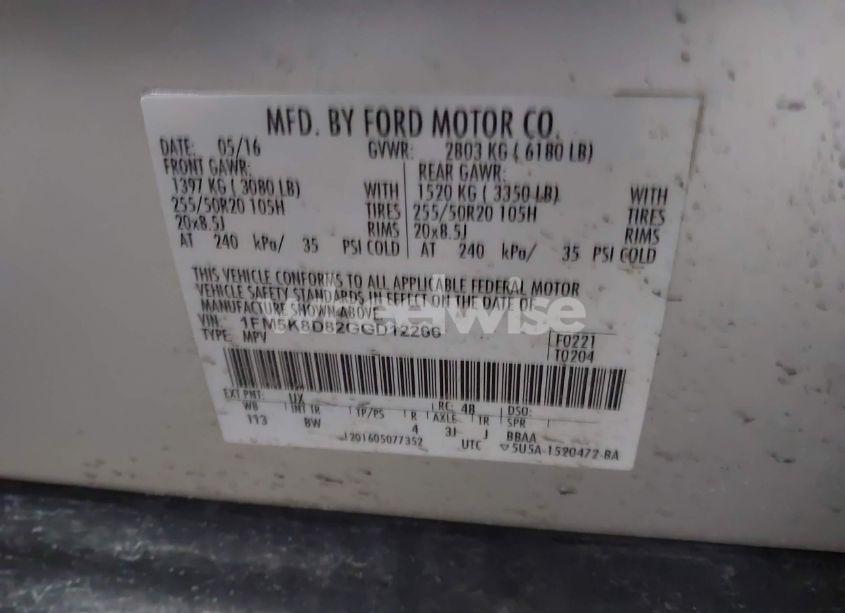 MFD. BY FORD MOTOR CO.
DATE: 05/16 GVWR: 2803 KG ( 6180 LB)
FRONT GAWR: REAR GAWR:
1397 KG ( 3080 LB) WITH 1520 KG ( 3350 LB) WITH
255/50R20 105H TIRES 255/50R20 105H TIRES
20x8.5J RIMS 20x8.5J RIMS
AT 240 kPa/ 35 PSI COLD AT 240 kPa/ 35 PSI COLD
THIS VEHICLE CONFORMS TO ALL APPLICABLE FEDERAL MOTOR
VEHICLE SAFETY STANDARDS IN EFFECT ON THE DATE OF
MANUFACTURE SHOWN ABOVE.
VIN: 1FM5K8D82GGD12266 F0221
TYPE: MPV T0204
EXT PNT: UX RC: 48 DSO:
WB INT TR TP/PS R AXLE TR SPR
113 BW 4 3J J BBAA
120160507 7352 UTC 5U5A-1520472-BA